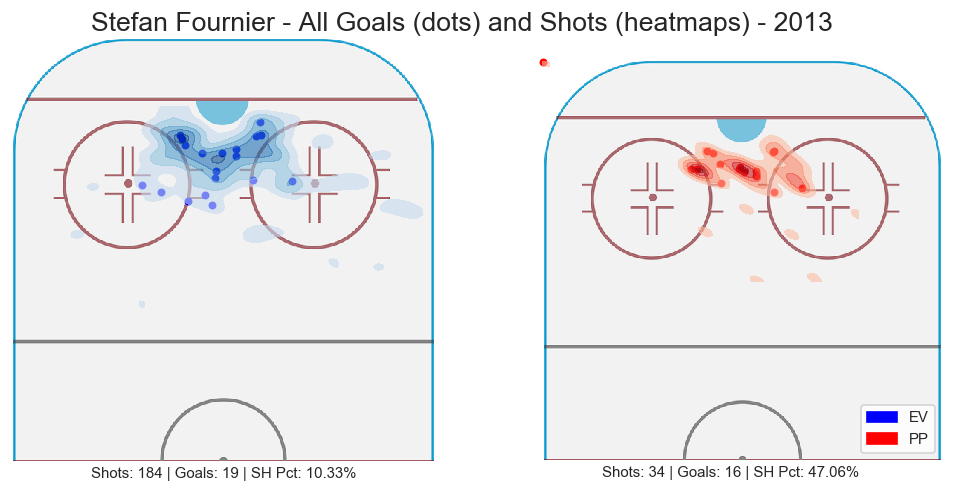 Stefan Fournier - All Goals (dots) and Shots (heatmaps) - 2013
EV
PP
Shots: 184 | Goals: 19 | SH Pct: 10.33%
Shots: 34 | Goals: 16 | SH Pct: 47.06%